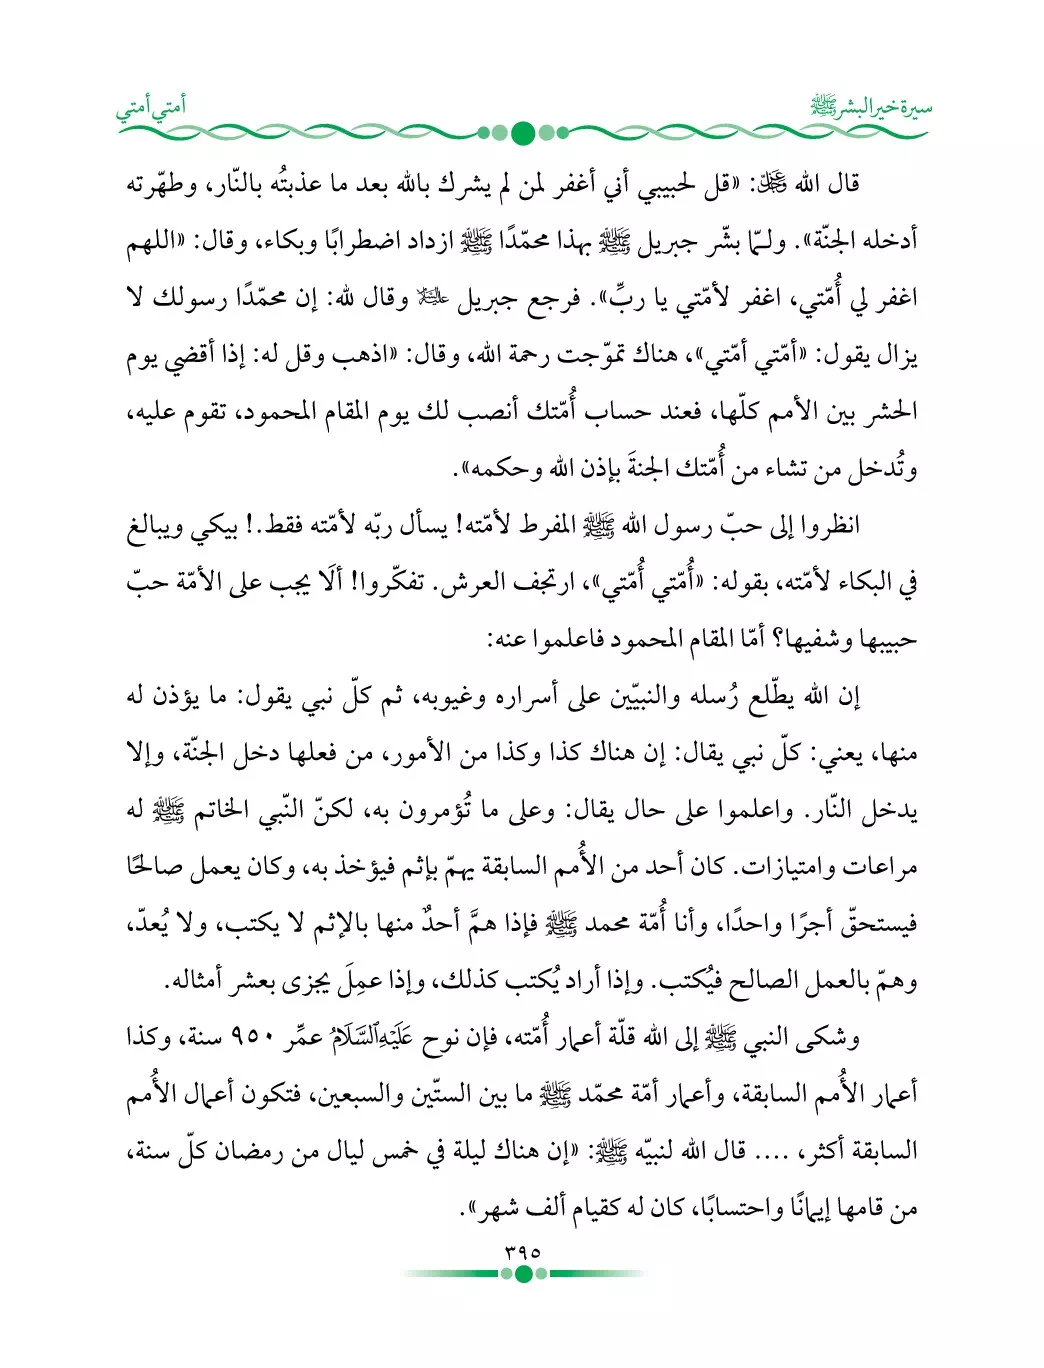 سيرة خير البشر ﷺ
أمتي أمتي
قال الله ﷻ: «قل لحبيبي أني أغفر لمن لم يشرك بالله بعد ما عذبتُه بالنّار، وطهّرته
أدخله الجنّة». ولـمّا بشّر جبريل ﷺ بهذا محمّدًا ﷺ ازداد اضطرابًا وبكاء، وقال: «اللهم
اغفر لي أُمّتي، اغفر لأمّتي يا ربِّ». فرجع جبريل عليه السلام وقال لله: إن محمّدًا رسولك لا
يزال يقول: «أمّتي أمّتي»، هناك تموّجت رحمة الله، وقال: «اذهب وقل له: إذا أقضي يوم
الحشر بين الأمم كلّها، فعند حساب أُمّتك أنصب لك يوم المقام المحمود، تقوم عليه،
وتُدخل من تشاء من أُمّتك الجنةَ بإذن الله وحكمه».
انظروا إلى حبّ رسول الله ﷺ المفرط لأمّته! يسأل ربّه لأمّته فقط.! بيكي ويبالغ
في البكاء لأمّته، بقوله: «أُمّتي أُمّتي»، ارتجف العرش. تفكّروا! ألَا يجب على الأمّة حبّ
حبيبها وشفيها؟ أمّا المقام المحمود فاعلموا عنه:
إن الله يطّلع رُسله والنبيّين على أسراره وغيوبه، ثم كلّ نبي يقول: ما يؤذن له
منها، يعني: كلّ نبي يقال: إن هناك كذا وكذا من الأمور، من فعلها دخل الجنّة، وإلا
يدخل النّار. واعلموا على حال يقال: وعلى ما تُؤمرون به، لكنّ النّبي الخاتم ﷺ له
مراعات وامتيازات. كان أحد من الأُمم السابقة يهمّ بإثم فيؤخذ به، وكان يعمل صالحًا
فيستحقّ أجرًا واحدًا، وأنا أُمّة محمد ﷺ فإذا همَّ أحدٌ منها بالإثم لا يكتب، ولا يُعدّ،
وهمّ بالعمل الصالح فيُكتب. وإذا أراد يُكتب كذلك، وإذا عمِلَ يجزى بعشر أمثاله.
وشكى النبي ﷺ إلى الله قلّة أعمار أُمّته، فإن نوح عَلَيْهِ السَّلَامُ عمِّر ٩٥٠ سنة، وكذا
أعمار الأُمم السابقة، وأعمار أمّة محمّد ﷺ ما بين الستّين والسبعين، فتكون أعمال الأُمم
السابقة أكثر، .... قال الله لنبيّه ﷺ: «إن هناك ليلة في خمس ليال من رمضان كلّ سنة،
من قامها إيمانًا واحتسابًا، كان له كقيام ألف شهر».
٣٩٥